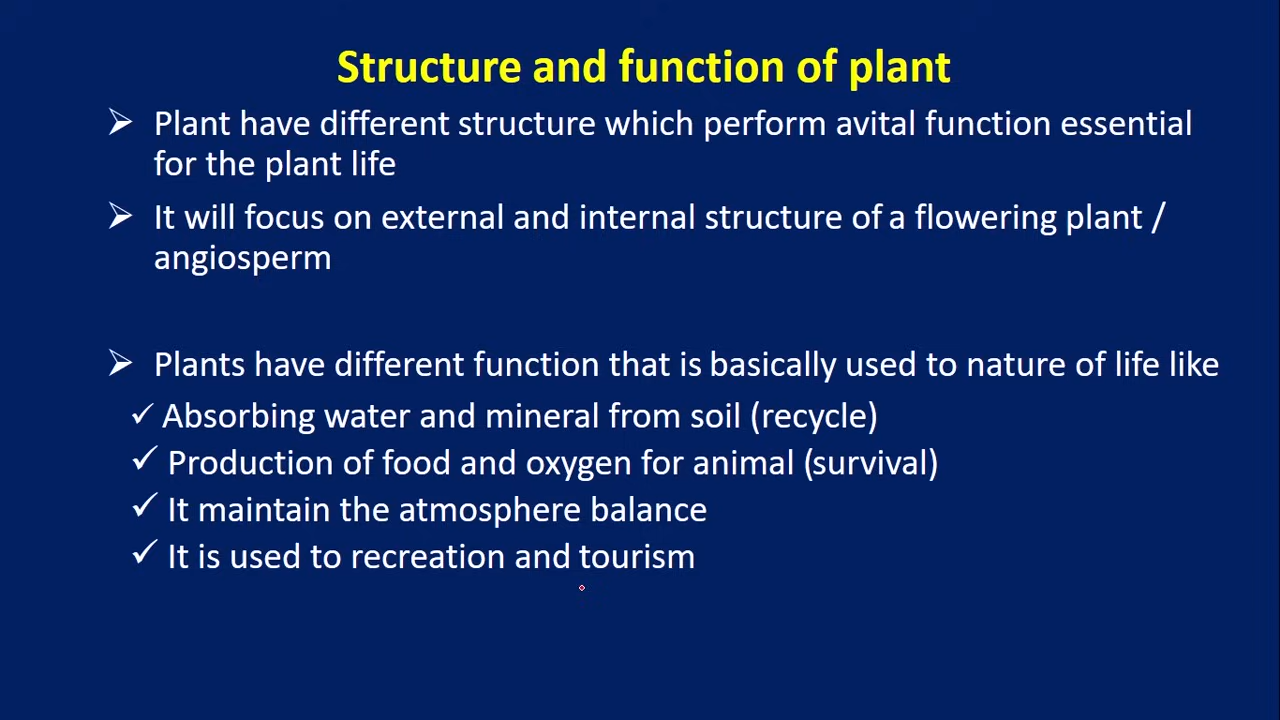 Structure and function of plant
Plant have different structure which perform avital function essential
for the plant life
It will focus on external and internal structure of a flowering plant /
angiosperm
Plants have different function that is basically used to nature of life like
Absorbing water and mineral from soil (recycle)
Production of food and oxygen for animal (survival)
It maintain the atmosphere balance
It is used to recreation and tourism